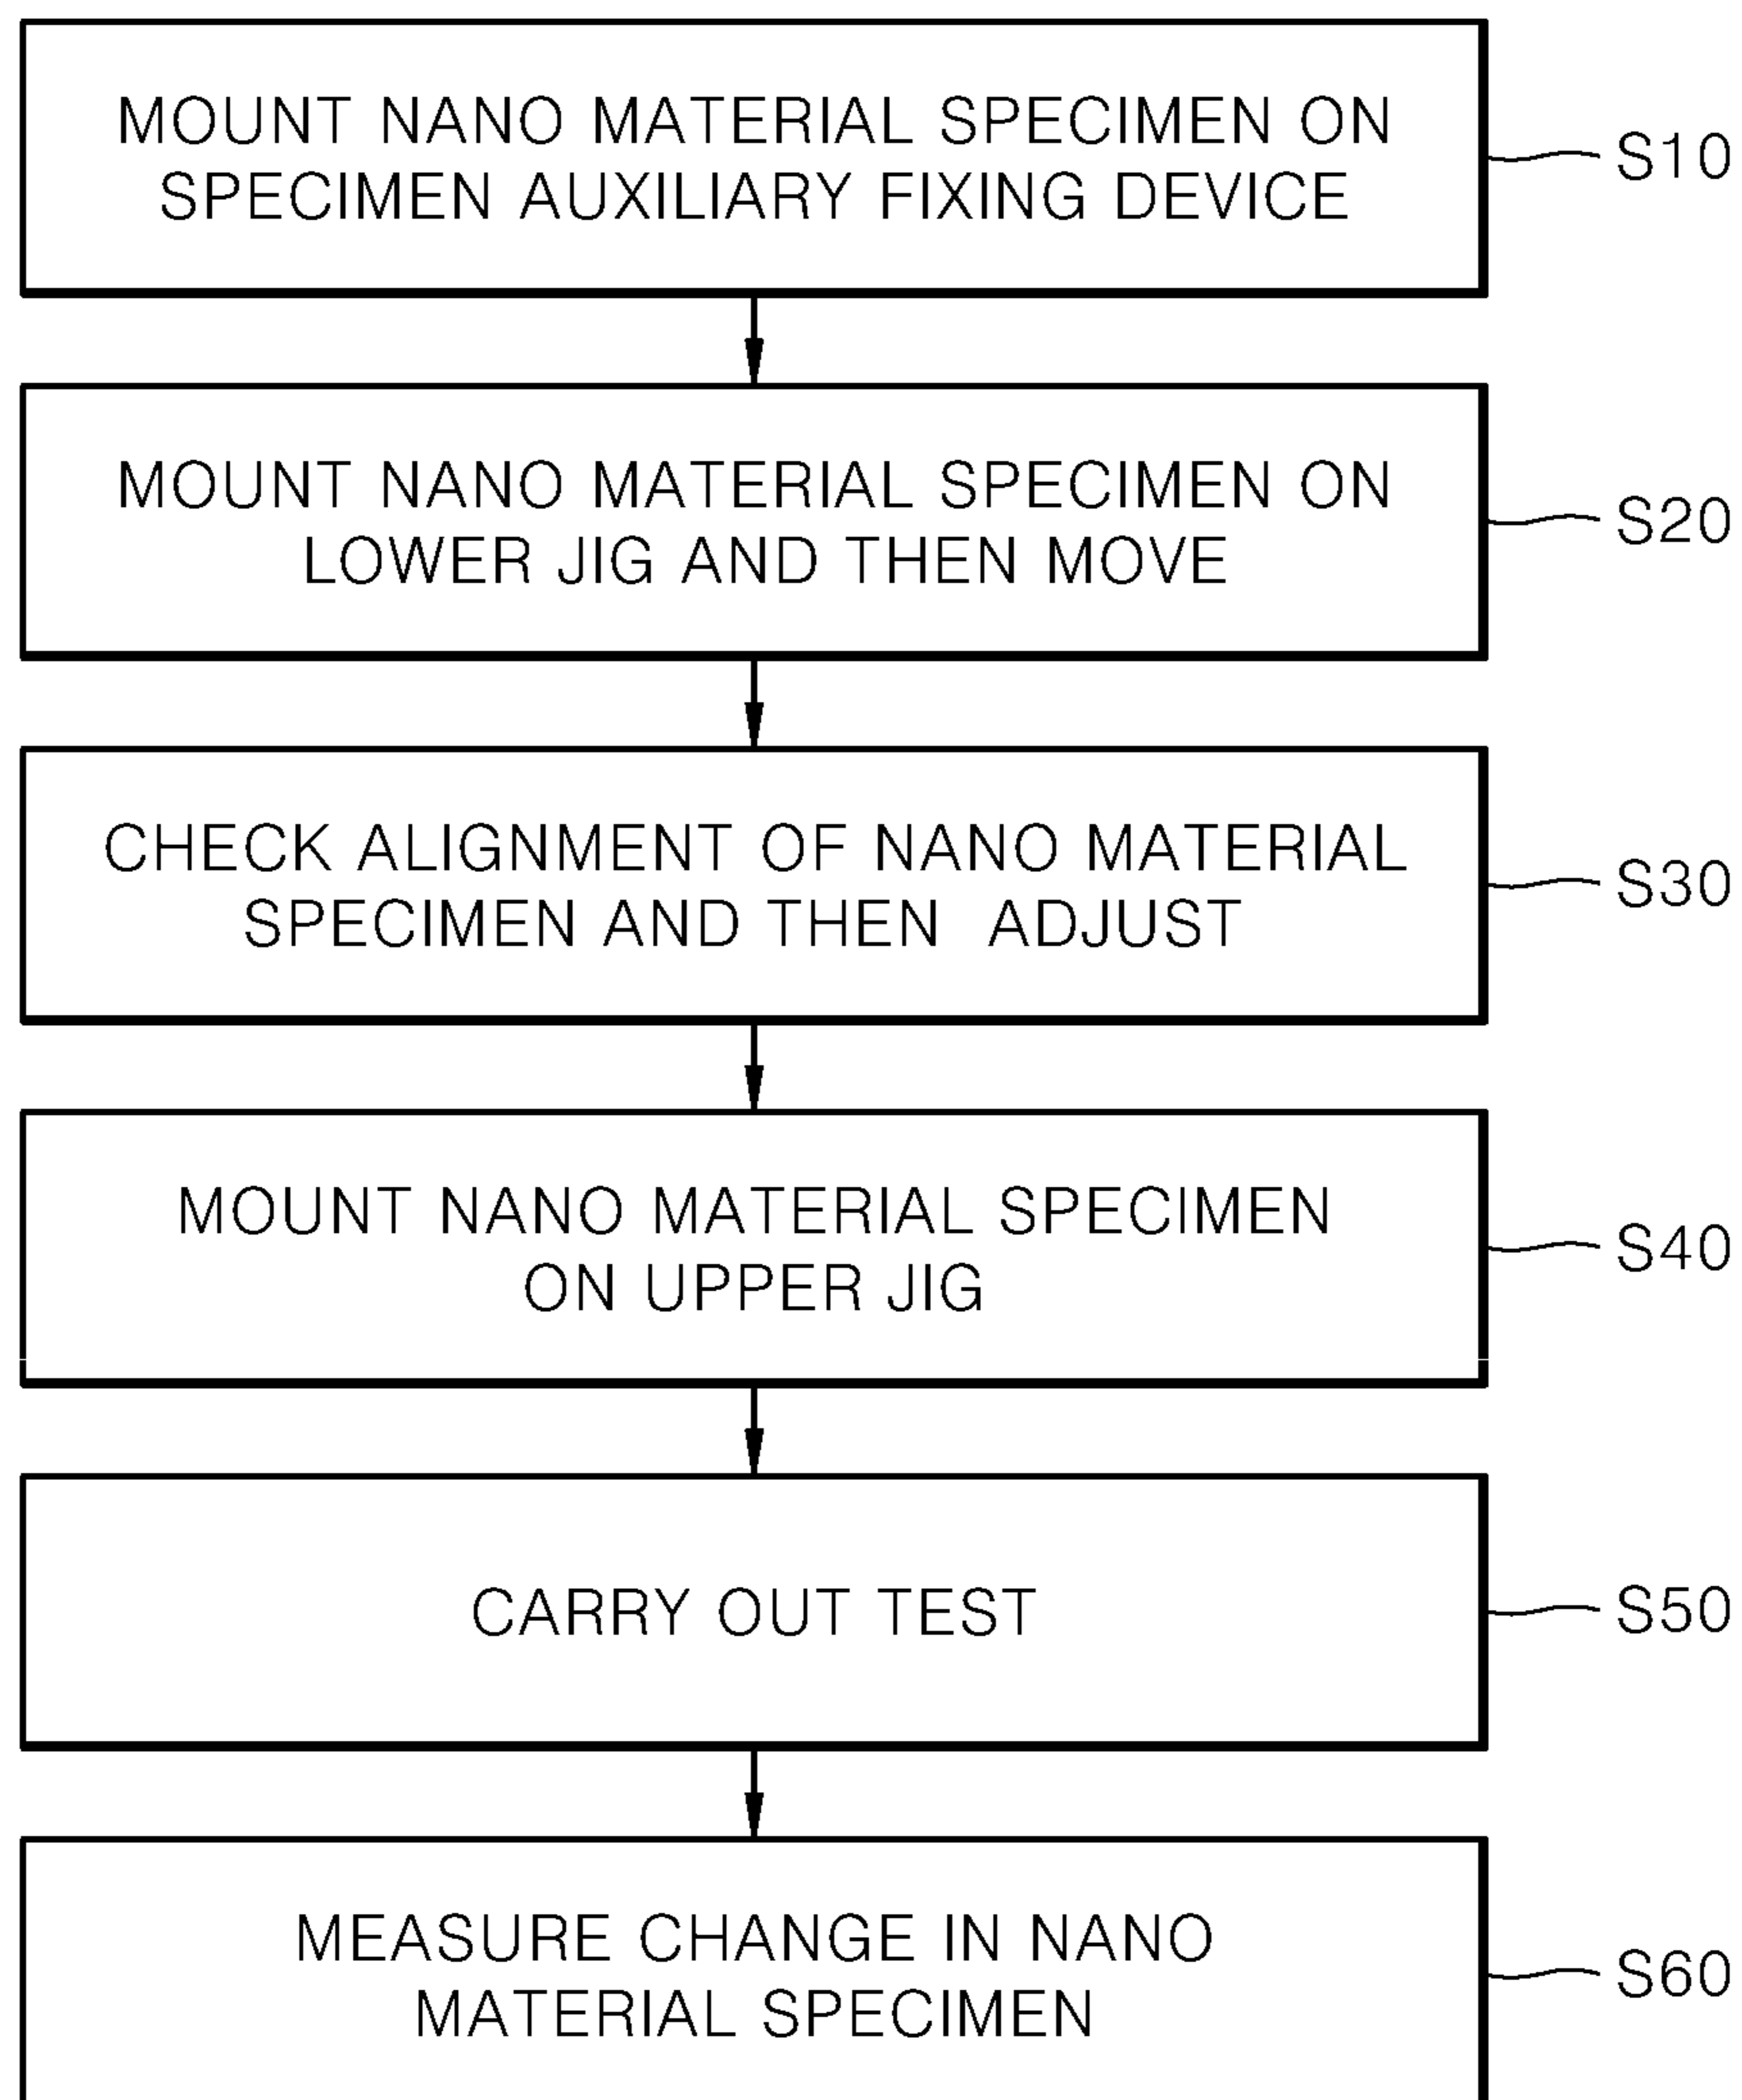 MOUNT NANO MATERIAL SPECIMEN ON
SPECIMEN AUXILIARY FIXING DEVICE
S10
MOUNT NANO MATERIAL SPECIMEN ON
LOWER JIG AND THEN MOVE
S20
CHECK ALIGNMENT OF NANO MATERIAL
SPECIMEN AND THEN ADJUST
S30
MOUNT NANO MATERIAL SPECIMEN
ON UPPER JIG
S40
CARRY OUT TEST
S50
MEASURE CHANGE IN NANO
MATERIAL SPECIMEN
S60